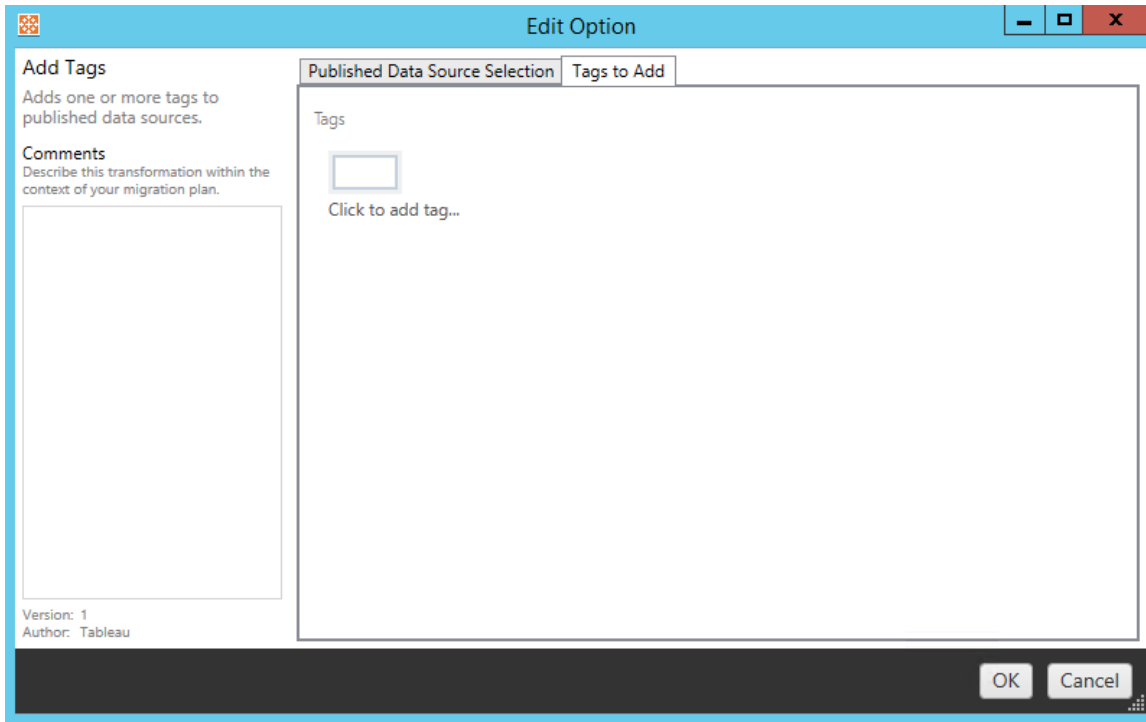 Edit Option
x
Add Tags
Adds one or more tags to
published data sources.
Comments
Describe this transformation within the
context of your migration plan.
Version: 1
Author: Tableau
Published Data Source Selection
Tags to Add
Tags
Click to add tag...
OK
Cancel